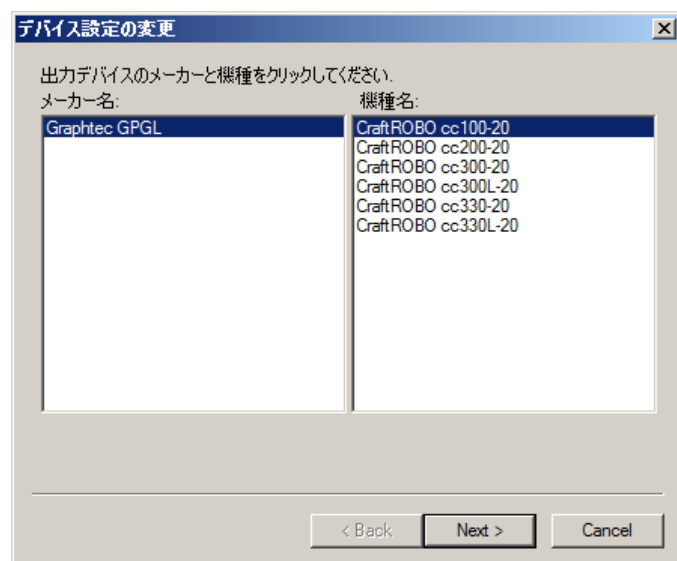 デバイス設定の変更
出力デバイスのメーカーと機種をクリックしてください.
メーカー名:
機種名:
Graphtec GPGL
CraftROBO cc100-20
CraftROBO cc200-20
CraftROBO cc300-20
CraftROBO cc300L-20
CraftROBO cc330-20
CraftROBO cc330L-20
< Back
Next >
Cancel